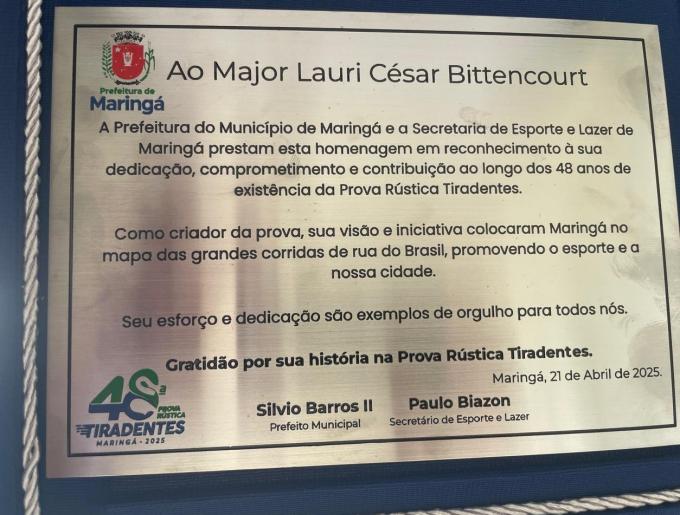 Prefeitura de
Maringá
Ao Major Lauri César Bittencourt
A Prefeitura do Município de Maringá e a Secretaria de Esporte e Lazer de
Maringá prestam esta homenagem em reconhecimento à sua
dedicação, comprometimento e contribuição ao longo dos 48 anos de
existência da Prova Rústica Tiradentes.
Como criador da prova, sua visão e iniciativa colocaram Maringá no
mapa das grandes corridas de rua do Brasil, promovendo o esporte e a
nossa cidade.
Seu esforço e dedicação são exemplos de orgulho para todos nós.
Gratidão por sua história na Prova Rústica Tiradentes.
Maringá, 21 de Abril de 2025.
48ª
PROVA
RÚSTICA
TIRADENTES
MARINGÁ - 2025
Silvio Barros II
Prefeito Municipal
Paulo Biazon
Secretário de Esporte e Lazer